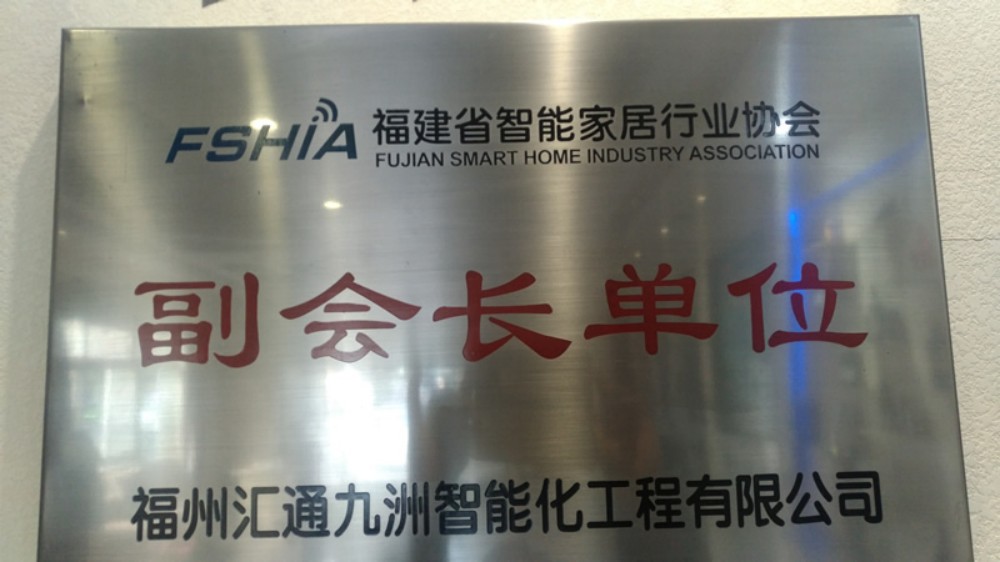 FSHIA 福建省智能家居行业协会
FUJIAN SMART HOME INDUSTRY ASSOCIATION
副会长单位
福州汇通九洲智能化工程有限公司